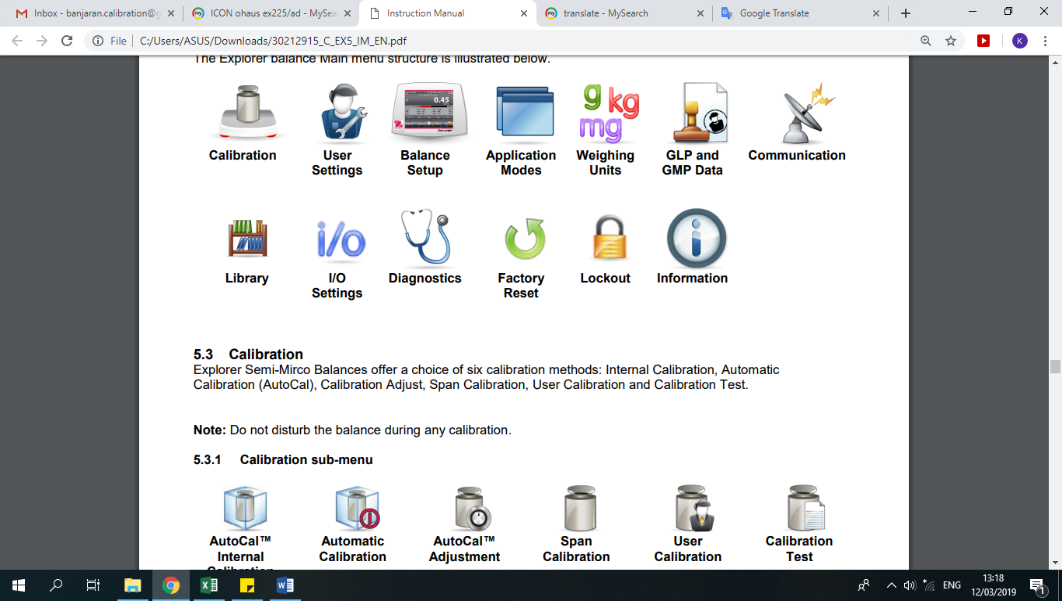 Inbox - banjaran.calibration@g
ICON ohaus ex225/ad - MySea
Instruction Manual
translate - MySearch
Google Translate
File | C:/Users/ASUS/Downloads/30212915_C_EX5_IM_EN.pdf
K
The Explorer balance Main menu structure is illustrated below.
0.45
g kg
mg
Calibration
User
Settings
Balance
Setup
Application
Modes
Weighing
Units
GLP and
GMP Data
Communication
i/o
Library
I/O
Settings
Diagnostics
Factory
Reset
Lockout
Information
5.3 Calibration
Explorer Semi-Mirco Balances offer a choice of six calibration methods: Internal Calibration, Automatic
Calibration (AutoCal), Calibration Adjust, Span Calibration, User Calibration and Calibration Test.
Note: Do not disturb the balance during any calibration.
5.3.1 Calibration sub-menu
AutoCal™
Internal
Calibration
Automatic
Calibration
AutoCal™
Adjustment
Span
Calibration
User
Calibration
Calibration
Test
ENG
13:18
12/03/2019
1